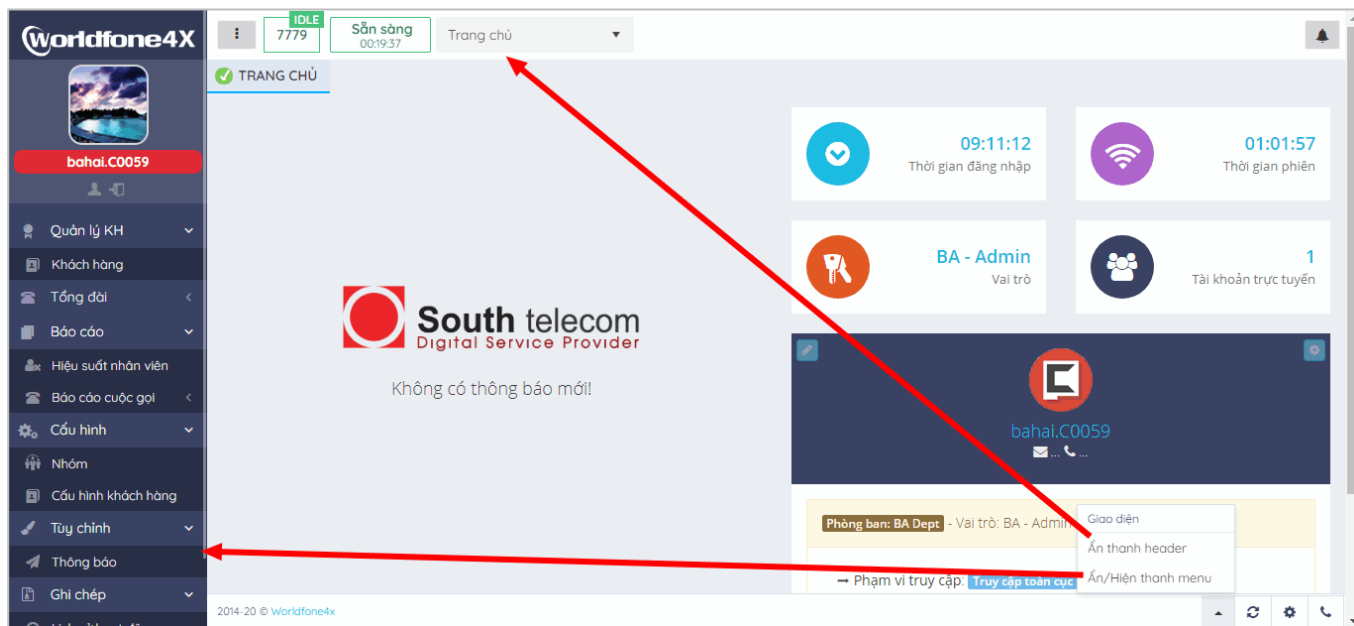 Worldfone4X
7779
IDLE
Sẵn sàng
00:19:37
Trang chủ
TRANG CHỦ
bahai.C0059
Quản lý KH
Khách hàng
Tổng đài
Báo cáo
Hiệu suất nhân viên
Báo cáo cuộc gọi
Cấu hình
Nhóm
Cấu hình khách hàng
Tùy chỉnh
Thông báo
Ghi chép
South telecom
Digital Service Provider
Không có thông báo mới!
09:11:12
Thời gian đăng nhập
01:01:57
Thời gian phiên
BA - Admin
Vai trò
1
Tài khoản trực tuyến
bahai.C0059
... ...
Phòng ban: BA Dept - Vai trò: BA - Admin
→ Phạm vi truy cập: Truy cập toàn cục
Giao diện
Ẩn thanh header
Ẩn/Hiện thanh menu
2014-20 © Worldfone4x